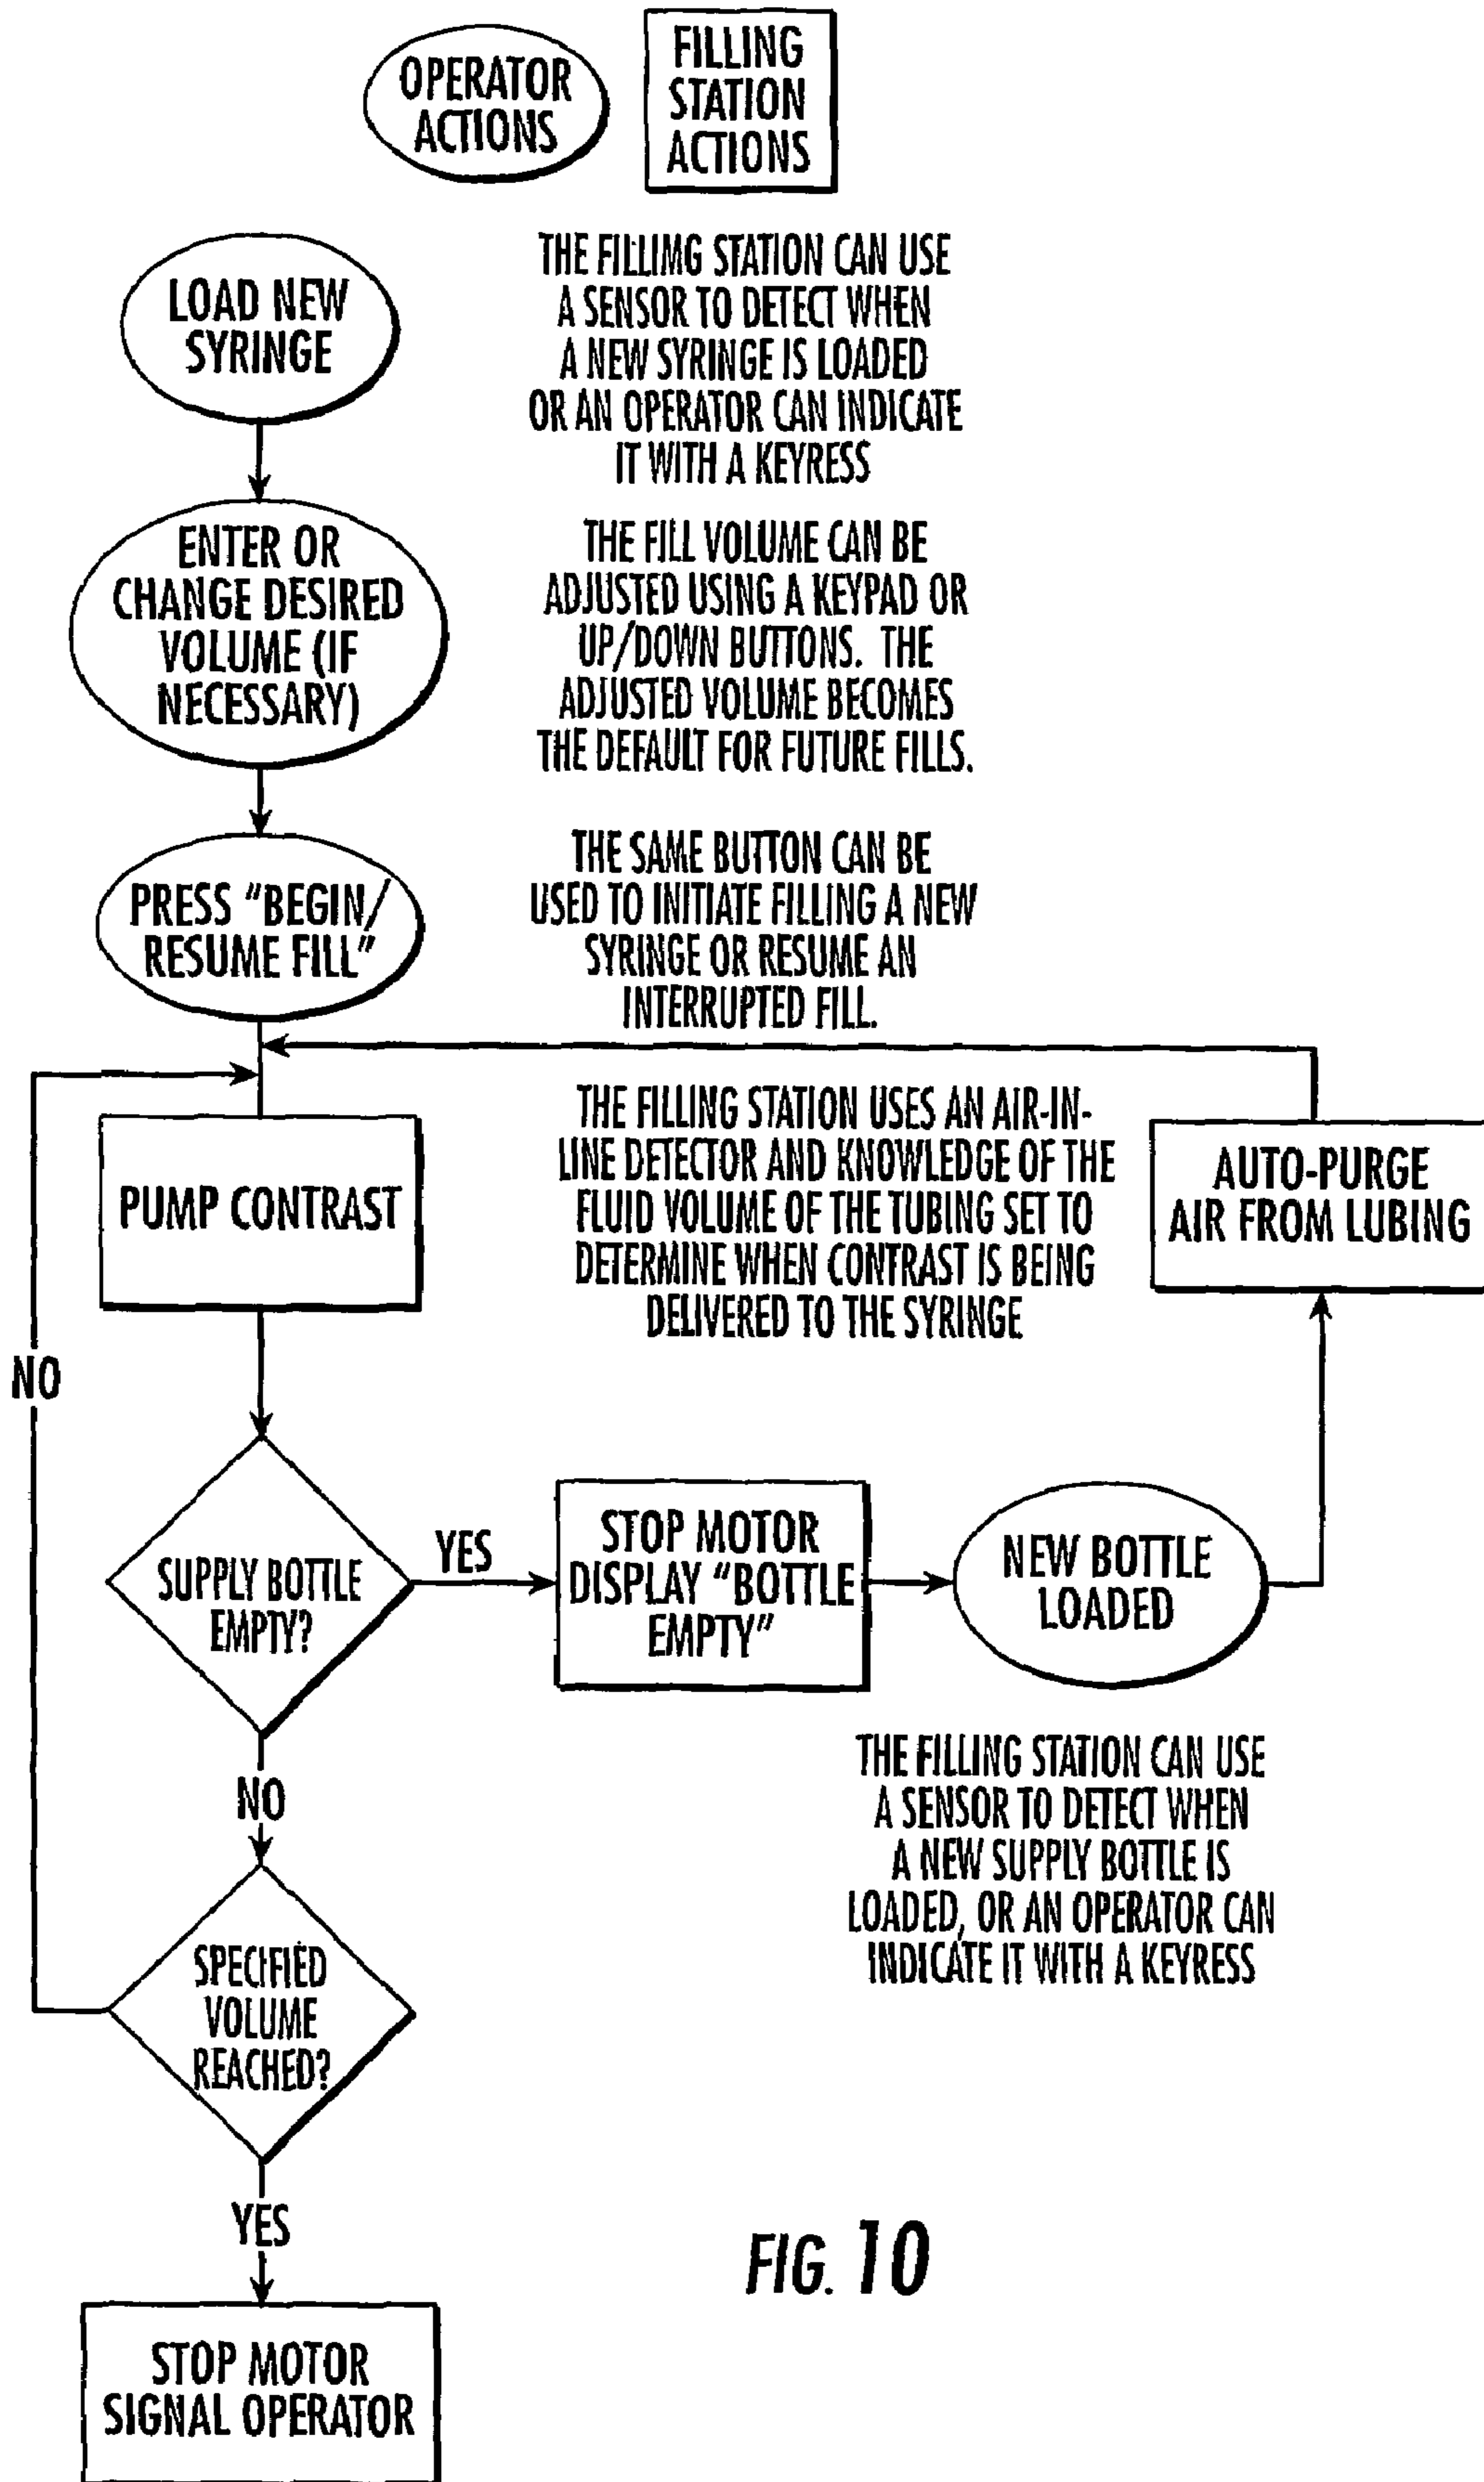 OPERATOR
ACTIONS
FILLING
STATION
ACTIONS
LOAD NEW
SYRINGE
THE FILLIMG STATION CAN USE
A SENSOR TO DETECT WHEN
A NEW SYRINGE IS LOADED
OR AN OPERATOR CAN INDICATE
IT WITH A KEYRESS
ENTER OR
CHANGE DESIRED
VOLUME (IF
NECESSARY)
THE FILL VOLUME CAN BE
ADJUSTED USING A KEYPAD OR
UP/DOWN BUTTONS. THE
ADJUSTED VOLUME BECOMES
THE DEFAULT FOR FUTURE FILLS.
PRESS "BEGIN/
RESUME FILL"
THE SAME BUTTON CAN BE
USED TO INITIATE FILLING A NEW
SYRINGE OR RESUME AN
INTERRUPTED FILL.
PUMP CONTRAST
THE FILLING STATION USES AN AIR-IN-
LINE DETECTOR AND KNOWLEDGE OF THE
FLUID VOLUME OF THE TUBING SET TO
DETERMINE WHEN CONTRAST IS BEING
DELIVERED TO THE SYRINGE
AUTO-PURGE
AIR FROM LUBING
NO
SUPPLY BOTTLE
EMPTY?
YES
STOP MOTOR
DISPLAY "BOTTLE
EMPTY"
NEW BOTTLE
LOADED
THE FILLING STATION CAN USE
A SENSOR TO DETECT WHEN
A NEW SUPPLY BOTTLE IS
LOADED, OR AN OPERATOR CAN
INDICATE IT WITH A KEYRESS
NO
SPECIFIED
VOLUME
REACHED?
YES
STOP MOTOR
SIGNAL OPERATOR
FIG. 10